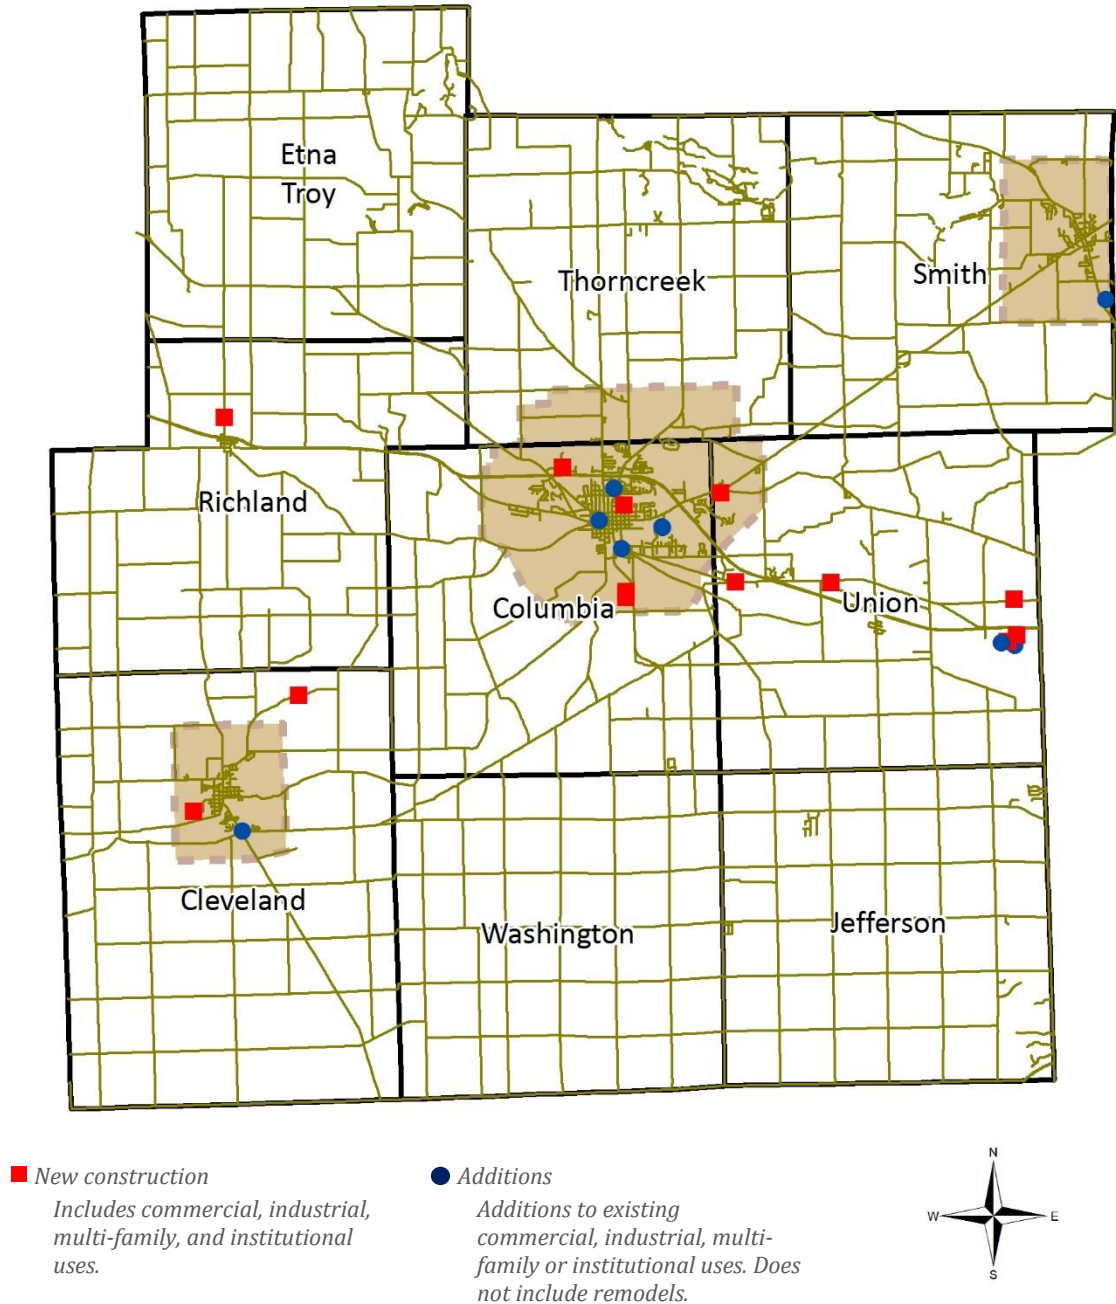 Etna
Troy
Thorncreek
Smith
Richland
Columbia
Union
Cleveland
Washington
Jefferson
New construction
Includes commercial, industrial,
multi-family, and institutional
uses.
Additions
Additions to existing
commercial, industrial, multi-
family or institutional uses. Does
not include remodels.
N
W
E
S